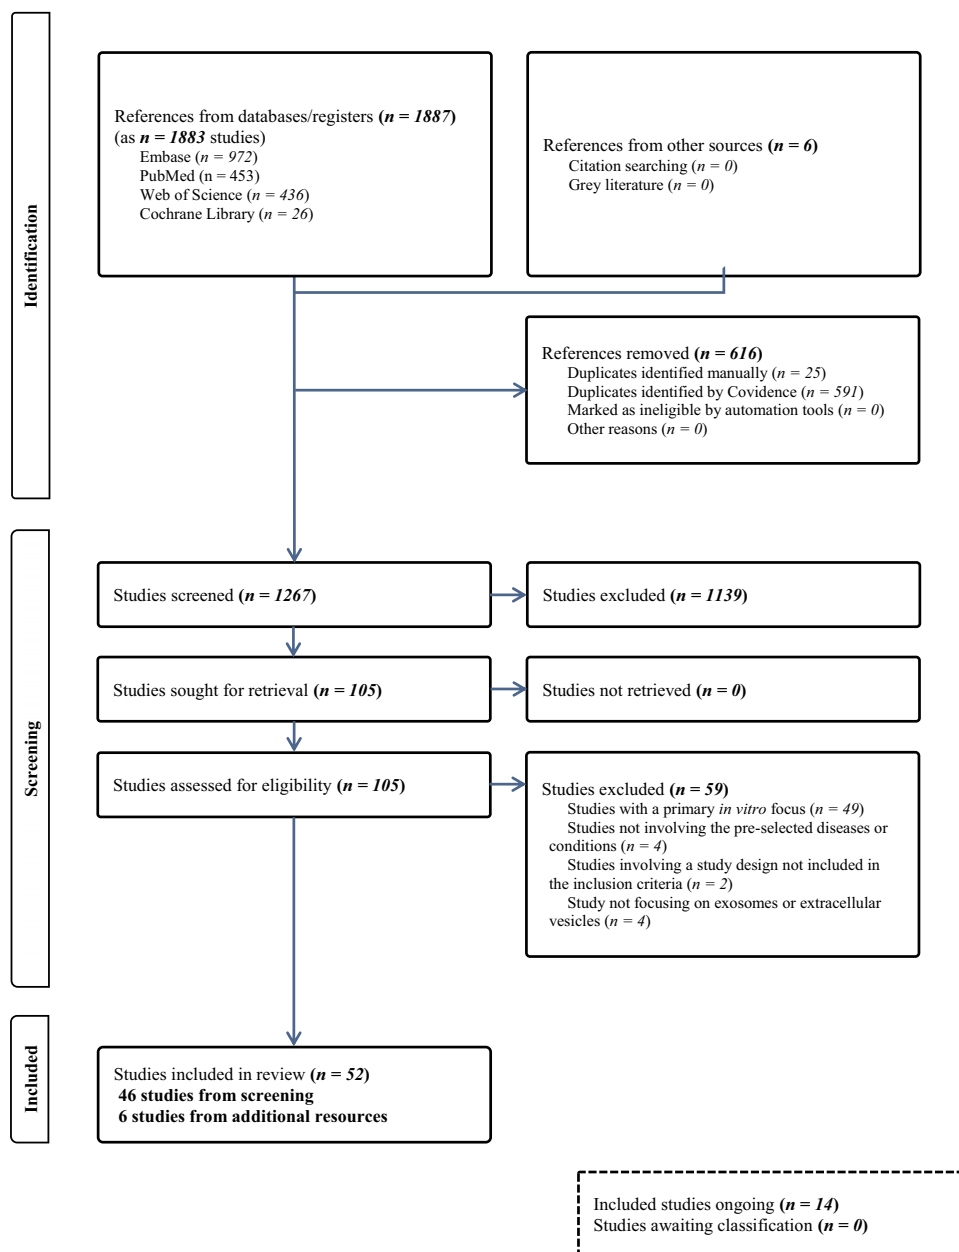 Identification
References from databases/registers (n = 1887)
(as n = 1883 studies)
Embase (n = 972)
PubMed (n = 453)
Web of Science (n = 436)
Cochrane Library (n = 26)
References from other sources (n = 6)
Citation searching (n = 0)
Grey literature (n = 0)
References removed (n = 616)
Duplicates identified manually (n = 25)
Duplicates identified by Covidence (n = 591)
Marked as ineligible by automation tools (n = 0)
Other reasons (n = 0)
Screening
Studies screened (n = 1267)
Studies excluded (n = 1139)
Studies sought for retrieval (n = 105)
Studies not retrieved (n = 0)
Studies assessed for eligibility (n = 105)
Studies excluded (n = 59)
Studies with a primary in vitro focus (n = 49)
Studies not involving the pre-selected diseases or
conditions (n = 4)
Studies involving a study design not included in
the inclusion criteria (n = 2)
Study not focusing on exosomes or extracellular
vesicles (n = 4)
Included
Studies included in review (n = 52)
46 studies from screening
6 studies from additional resources
Included studies ongoing (n = 14)
Studies awaiting classification (n = 0)